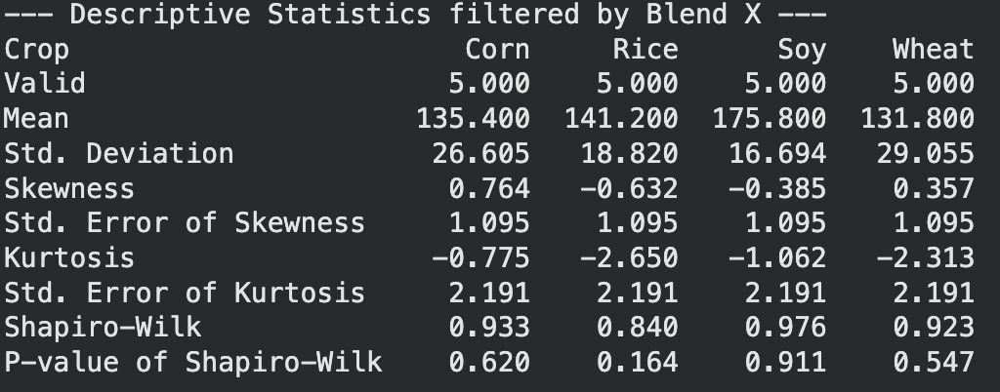 --- Descriptive Statistics filtered by Blend X ---
Crop Corn Rice Soy Wheat
Valid 5.000 5.000 5.000 5.000
Mean 135.400 141.200 175.800 131.800
Std. Deviation 26.605 18.820 16.694 29.055
Skewness 0.764 -0.632 -0.385 0.357
Std. Error of Skewness 1.095 1.095 1.095 1.095
Kurtosis -0.775 -2.650 -1.062 -2.313
Std. Error of Kurtosis 2.191 2.191 2.191 2.191
Shapiro-Wilk 0.933 0.840 0.976 0.923
P-value of Shapiro-Wilk 0.620 0.164 0.911 0.547